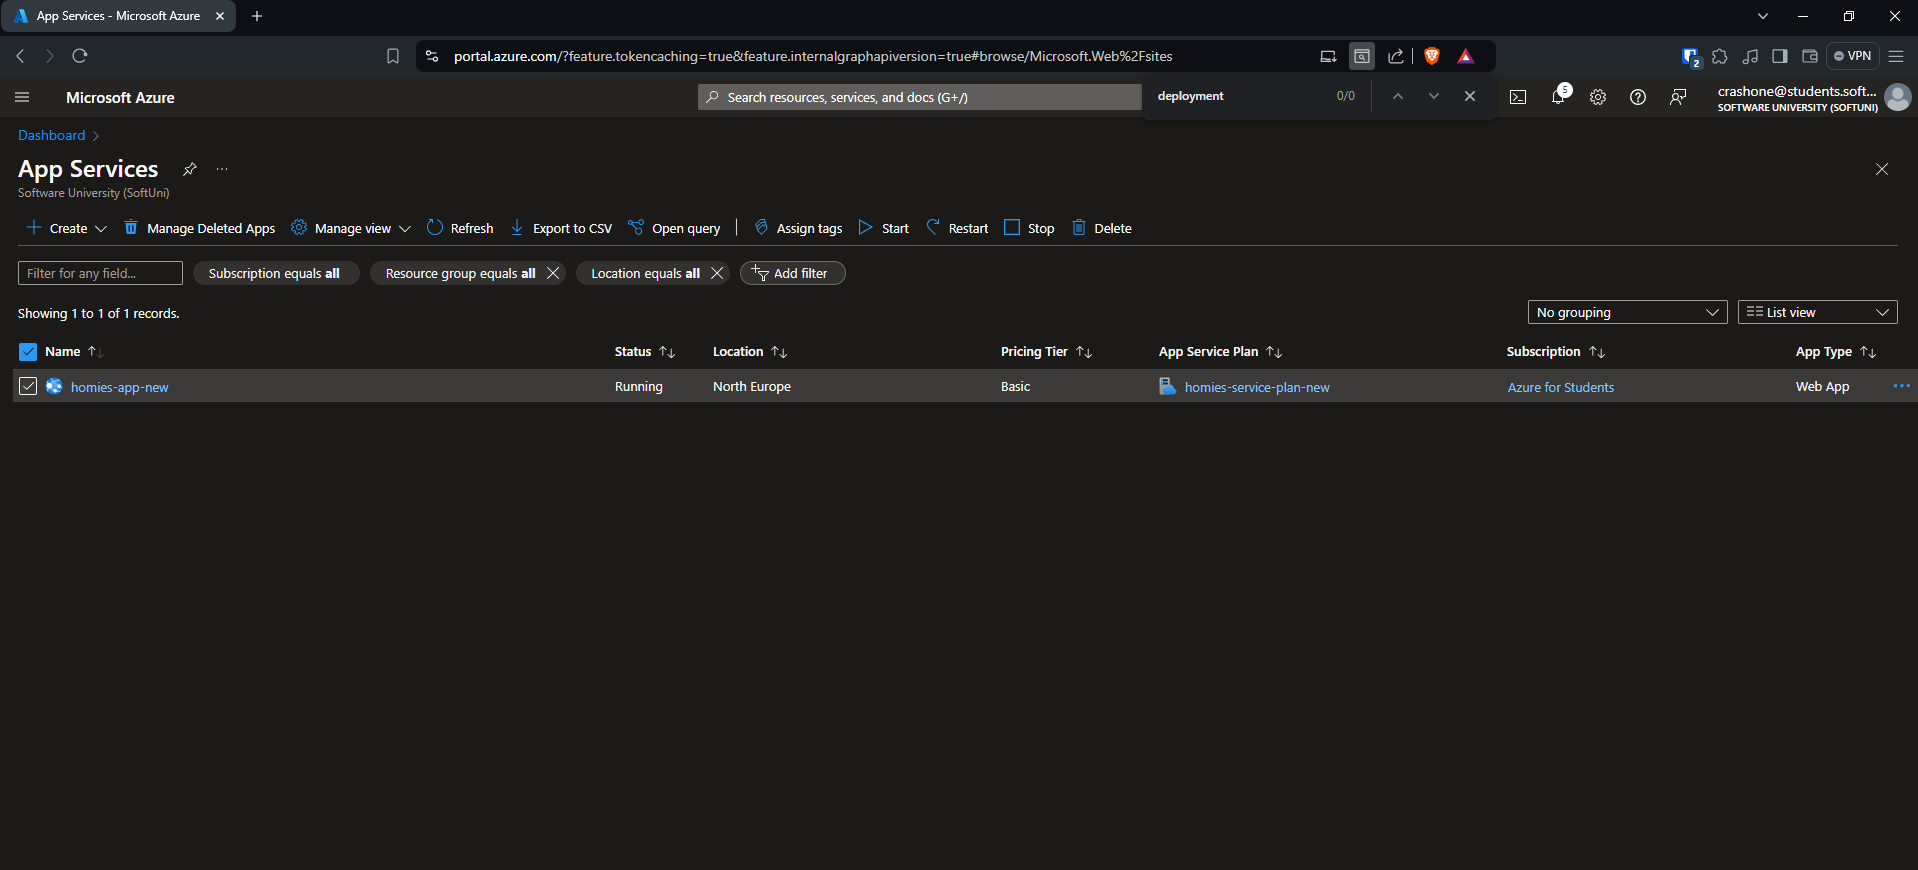 App Services - Microsoft Azure
portal.azure.com/?feature.tokencaching=true&feature.internalgraphapiversion=true#browse/Microsoft.Web%2Fsites
2
VPN
Microsoft Azure
Search resources, services, and docs (G+/)
deployment
0/0
5
crashone@students.soft...
SOFTWARE UNIVERSITY (SOFTUNI)
Dashboard
App Services
Software University (SoftUni)
Create Manage Deleted Apps Manage view Refresh Export to CSV Open query Assign tags Start Restart Stop Delete
Filter for any field... Subscription equals all Resource group equals all Location equals all Add filter
Showing 1 to 1 of 1 records.
No grouping List view
Name Status Location Pricing Tier App Service Plan Subscription App Type
homies-app-new Running North Europe Basic homies-service-plan-new Azure for Students Web App